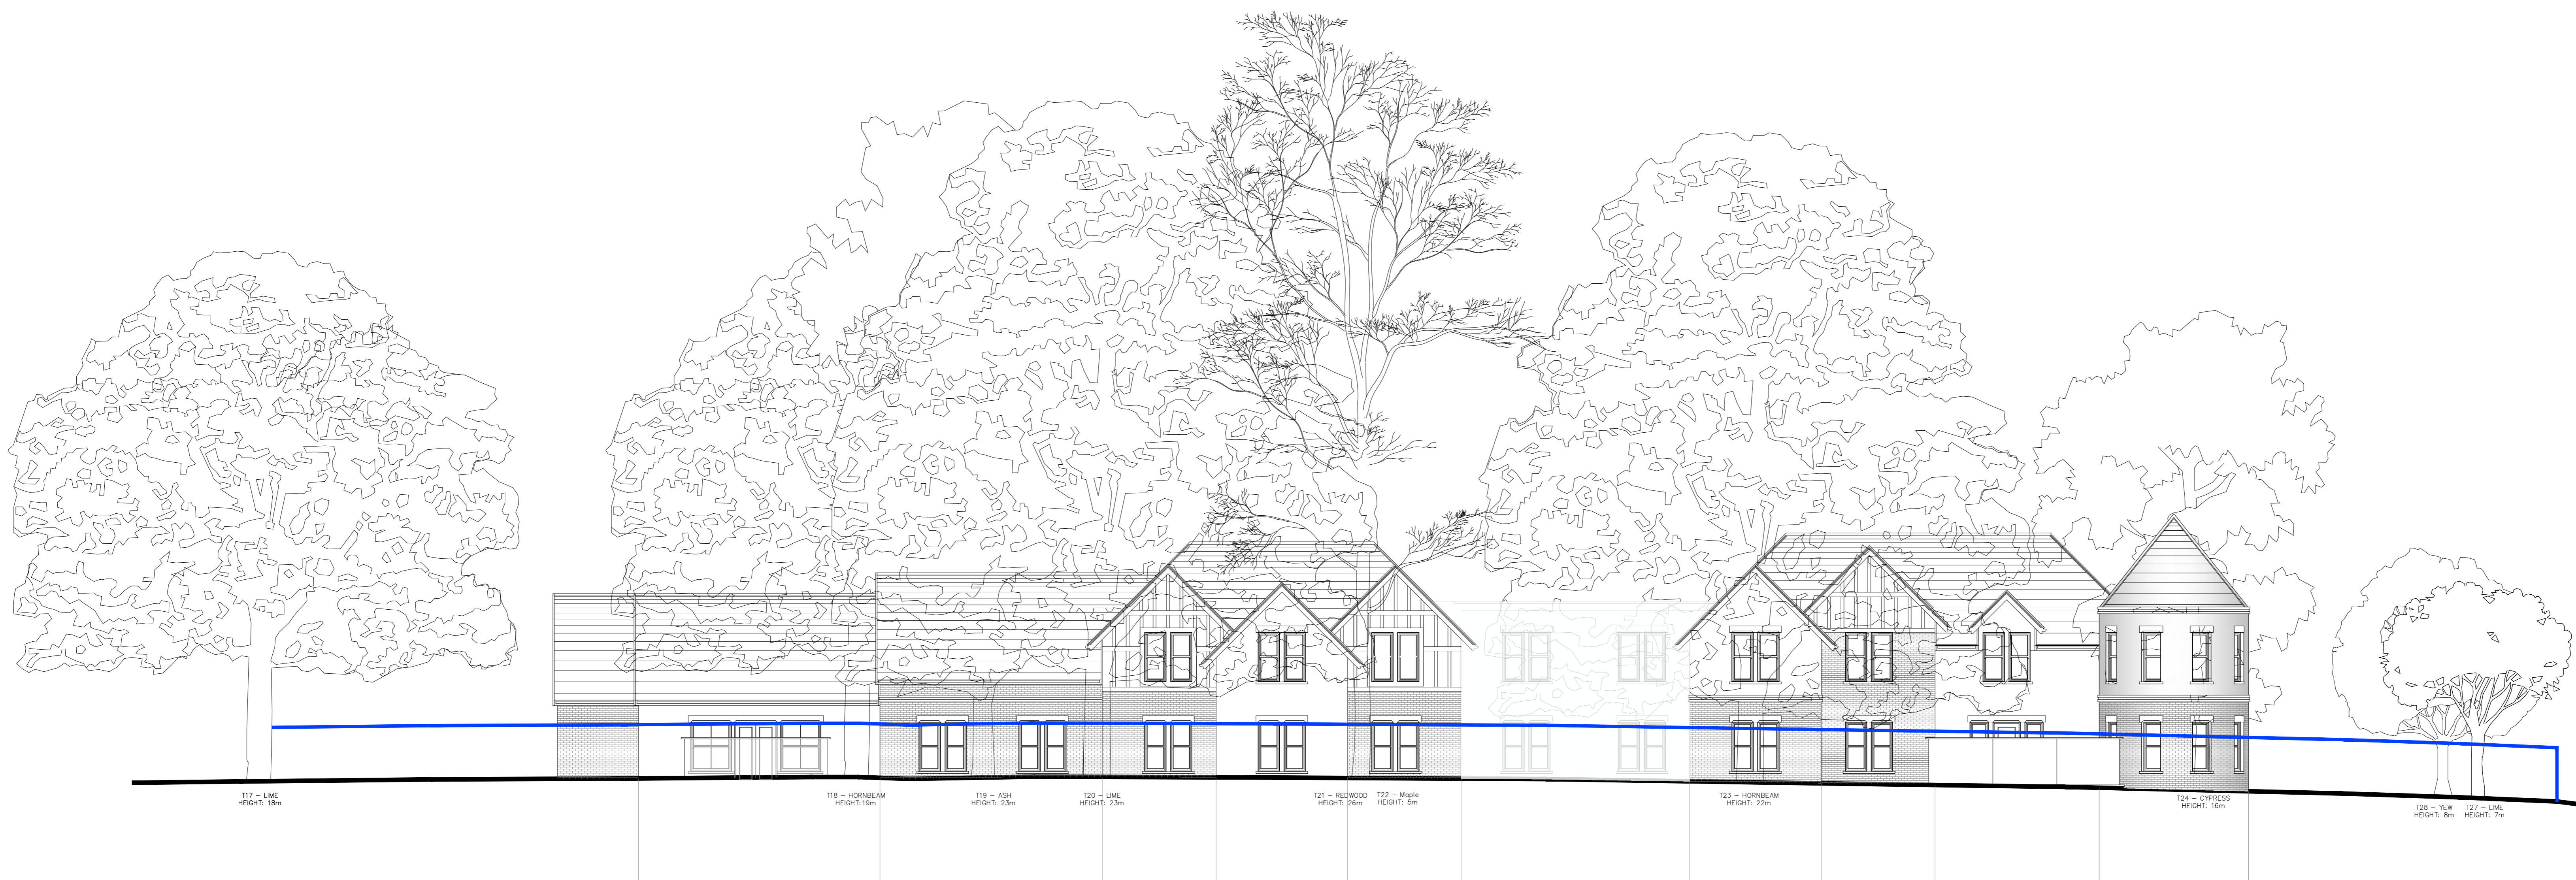 T17 – LIME
HEIGHT: 18m
T18 – HORNBEAM
HEIGHT:19m
T19 – ASH
HEIGHT: 23m
T20 – LIME
HEIGHT: 23m
T21 – REDWOOD
HEIGHT: 26m
T22 – Maple
HEIGHT: 5m
T23 – HORNBEAM
HEIGHT: 22m
T24 – CYPRESS
HEIGHT: 16m
T28 – YEW
HEIGHT: 8m
T27 – LIME
HEIGHT: 7m